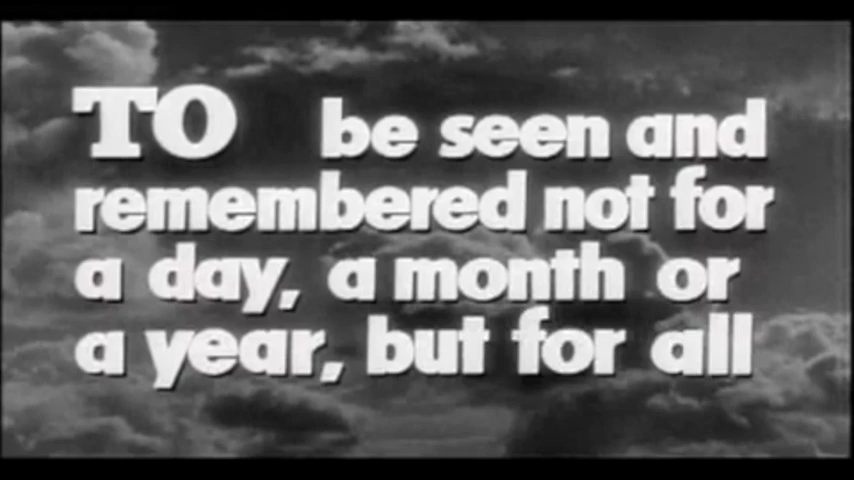 TO be seen and
remembered not for
a day, a month or
a year, but for all